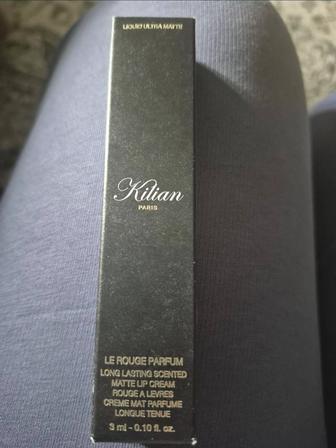 LIQUID ULTRA MATTE
Kilian
PARIS
LE ROUGE PARFUM
LONG LASTING SCENTED
MATTE LIP CREAM
ROUGE A LEVRES
CREME MAT PARFUME
LONGUE TENUE
3 ml - 0.10 fl. oz.